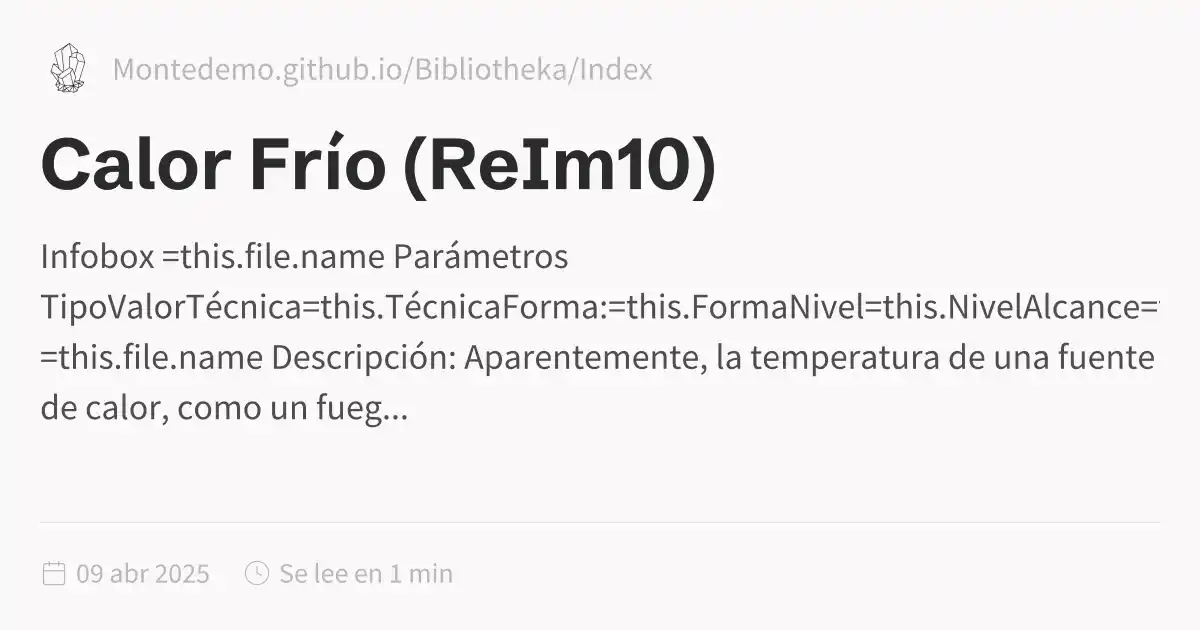 Montedemo.github.io/Bibliotheka/Index
Calor Frío (ReIm10)
Infobox =this.file.name Parámetros
TipoValorTécnica=this.TécnicaForma:=this.FormaNivel=this.NivelAlcance=
=this.file.name Descripción: Aparentemente, la temperatura de una fuente
de calor, como un fueg...
09 abr 2025
Se lee en 1 min